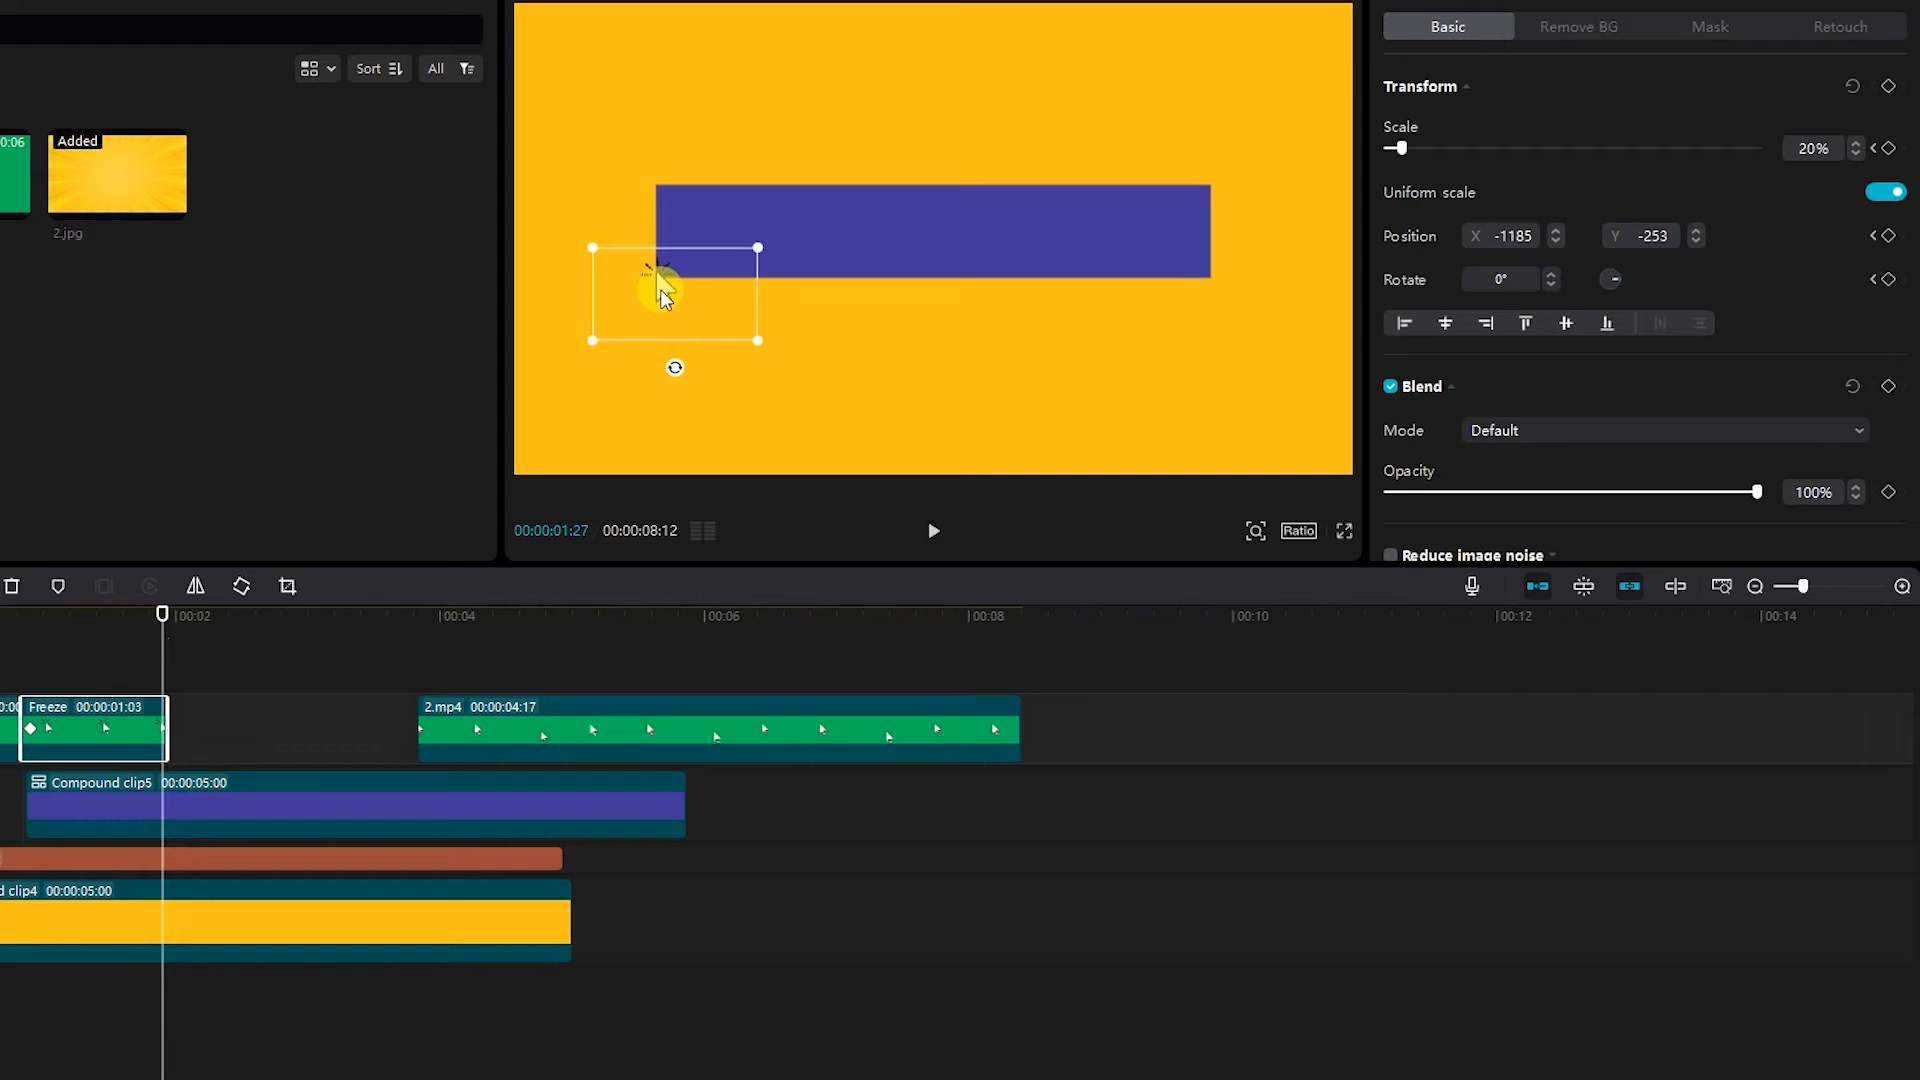 Basic Remove BG Mask Retouch
Sort All
Transform
Scale
20%
0:06
Added
2.jpg
Uniform scale
Position X -1185 Y -253
Rotate 0°
Blend
Mode Default
Opacity
100%
00:00:01:27 00:00:08:12
Ratio
Reduce image noise
00:02 00:04 00:06 00:08 00:10 00:12 00:14
Freeze 00:00:01:03 2.mp4 00:00:04:17
Compound clip5 00:00:05:00
d clip4 00:00:05:00